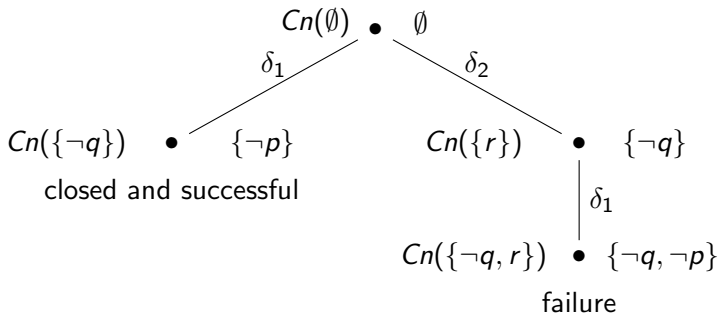 Cn(∅) • ∅
δ₁ δ₂
Cn({¬q}) • {¬p} Cn({r}) • {¬q}
closed and successful
δ₁
Cn({¬q, r}) • {¬q, ¬p}
failure